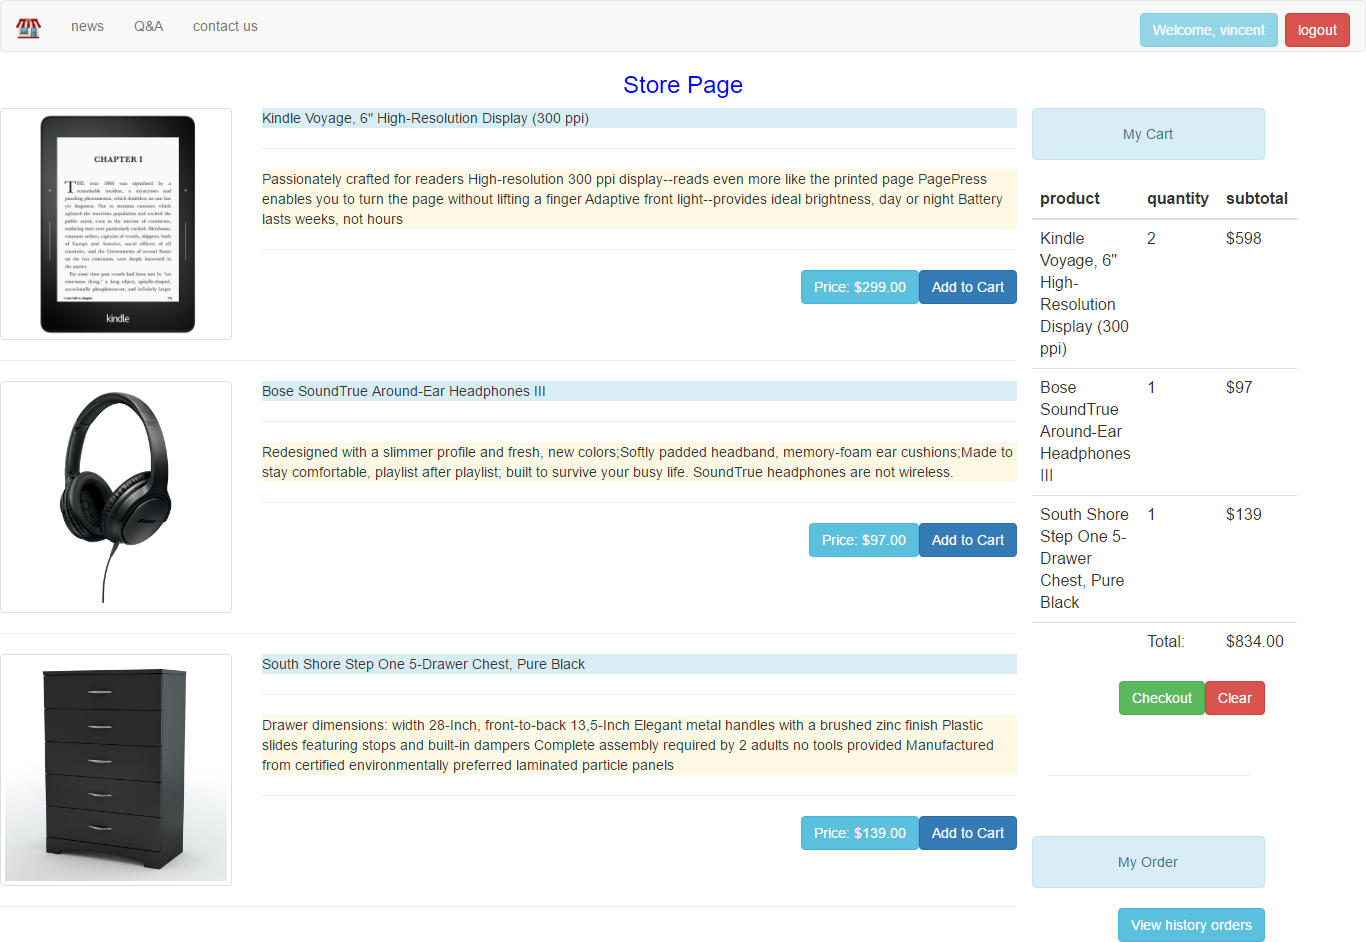 news Q&A contact us Welcome, vincent logout
Store Page
CHAPTER I
kindle
Kindle Voyage, 6" High-Resolution Display (300 ppi)
Passionately crafted for readers High-resolution 300 ppi display--reads even more like the printed page PagePress
enables you to turn the page without lifting a finger Adaptive front light--provides ideal brightness, day or night Battery
lasts weeks, not hours
Price: $299.00 Add to Cart
Bose SoundTrue Around-Ear Headphones III
Redesigned with a slimmer profile and fresh, new colors;Softly padded headband, memory-foam ear cushions;Made to
stay comfortable, playlist after playlist; built to survive your busy life. SoundTrue headphones are not wireless.
Price: $97.00 Add to Cart
South Shore Step One 5-Drawer Chest, Pure Black
Drawer dimensions: width 28-Inch, front-to-back 13,5-Inch Elegant metal handles with a brushed zinc finish Plastic
slides featuring stops and built-in dampers Complete assembly required by 2 adults no tools provided Manufactured
from certified environmentally preferred laminated particle panels
Price: $139.00 Add to Cart
My Cart
product quantity subtotal
Kindle 2 $598
Voyage, 6"
High-
Resolution
Display (300
ppi)
Bose 1 $97
SoundTrue
Around-Ear
Headphones
III
South Shore 1 $139
Step One 5-
Drawer
Chest, Pure
Black
Total: $834.00
Checkout Clear
My Order
View history orders